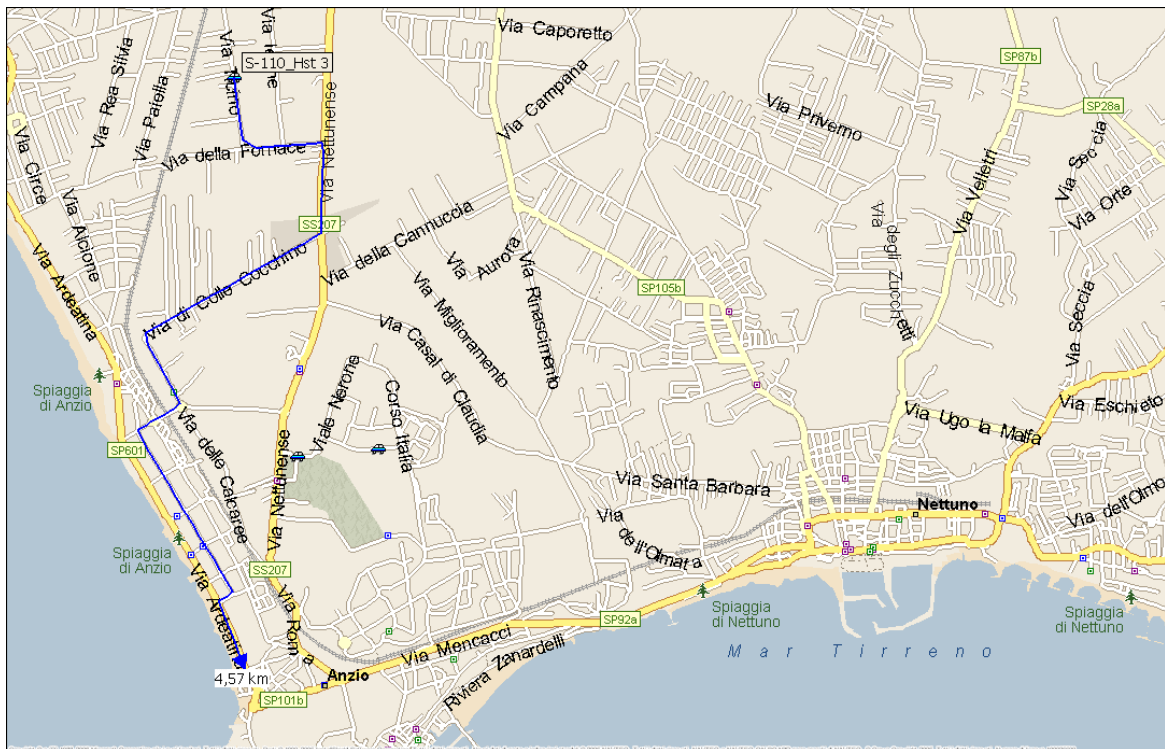 Via Caporetto
SP87b
S-110_Hst 3
Via Rea Silvia
Via Paiella
Via Campana
Via Priverno
SP28a
Via Circe
Via della Fornace
Via Nettunense
Via Velletri
Via Seccia
Via Orte
Via Alcione
SS207
Via della Cannuccia
Via Aurora
Via degli Zucchetti
Via Ardeatina
Via di Colle Cocchino
Via Miglioramento
Via Rinascimento
SP105b
Via Seccia
Via Casal di Claudia
Spiaggia
di Anzio
Viale Nerone
Corso Italia
Via Eschieto
Via Ugo la Malfa
SP601
Via delle Calcaree
Via Nettunense
Via Santa Barbara
Nettuno
Via dell'Olmo
Via dell'Olmata
Spiaggia
di Anzio
SS207
Via Ardeatina
Via Roma
Spiaggia
di Nettuno
Spiaggia
di Nettuno
SP92a
Via Mencacci
Riviera Zanardelli
Mar Tirreno
4,57 km
Anzio
SP101b